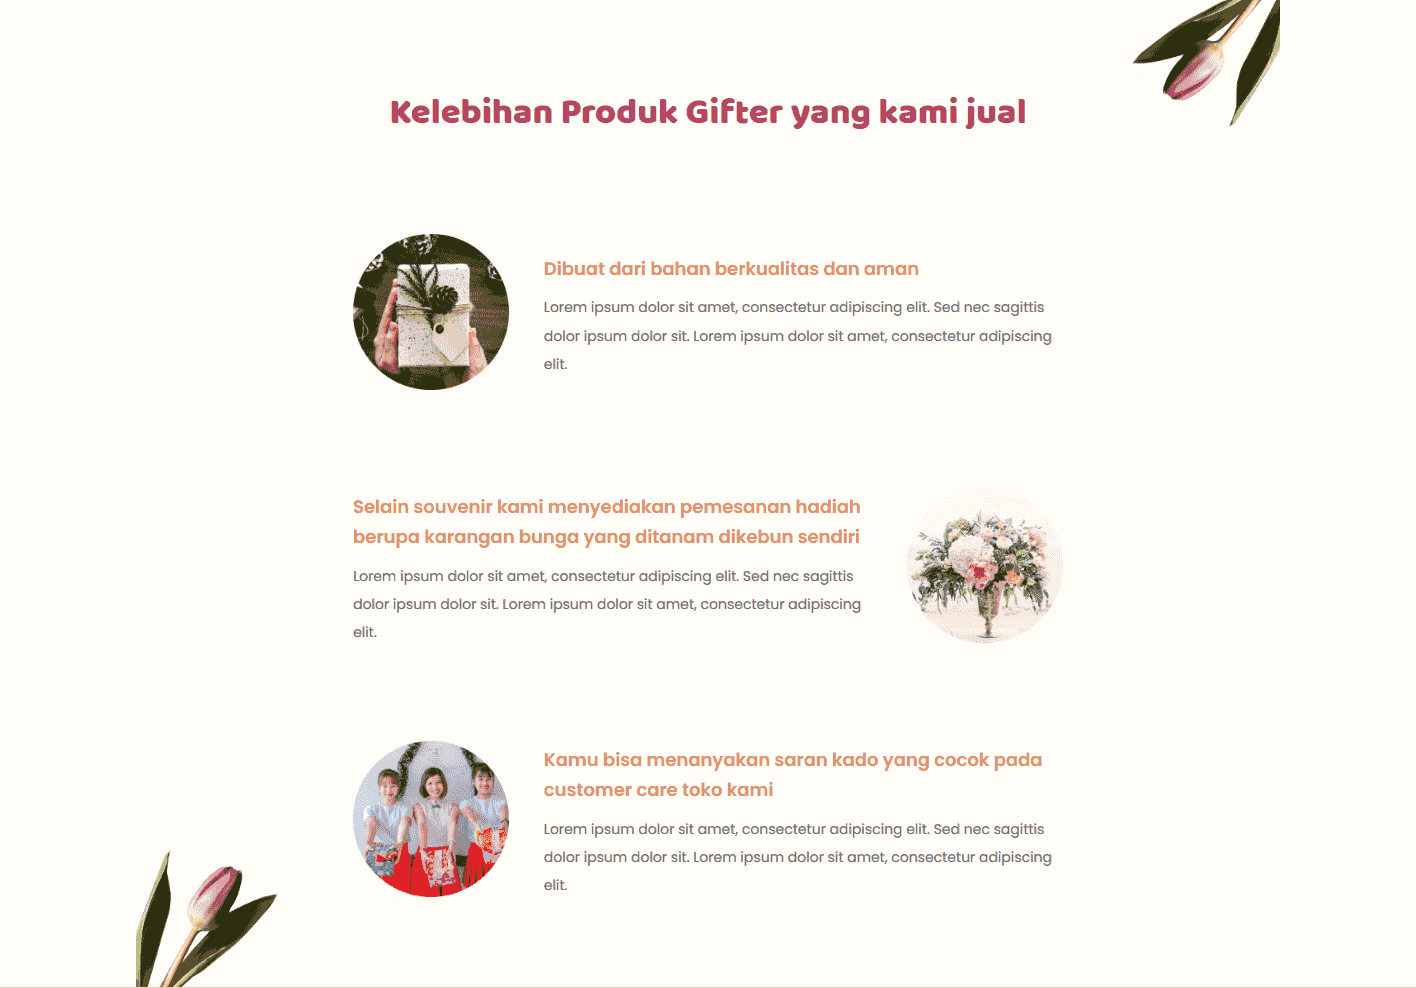 Kelebihan Produk Gifter yang kami jual
Dibuat dari bahan berkualitas dan aman
Lorem ipsum dolor sit amet, consectetur adipiscing elit. Sed nec sagittis
dolor ipsum dolor sit. Lorem ipsum dolor sit amet, consectetur adipiscing
elit.
Selain souvenir kami menyediakan pemesanan hadiah
berupa karangan bunga yang ditanam dikebun sendiri
Lorem ipsum dolor sit amet, consectetur adipiscing elit. Sed nec sagittis
dolor ipsum dolor sit. Lorem ipsum dolor sit amet, consectetur adipiscing
elit.
Kamu bisa menanyakan saran kado yang cocok pada
customer care toko kami
Lorem ipsum dolor sit amet, consectetur adipiscing elit. Sed nec sagittis
dolor ipsum dolor sit. Lorem ipsum dolor sit amet, consectetur adipiscing
elit.